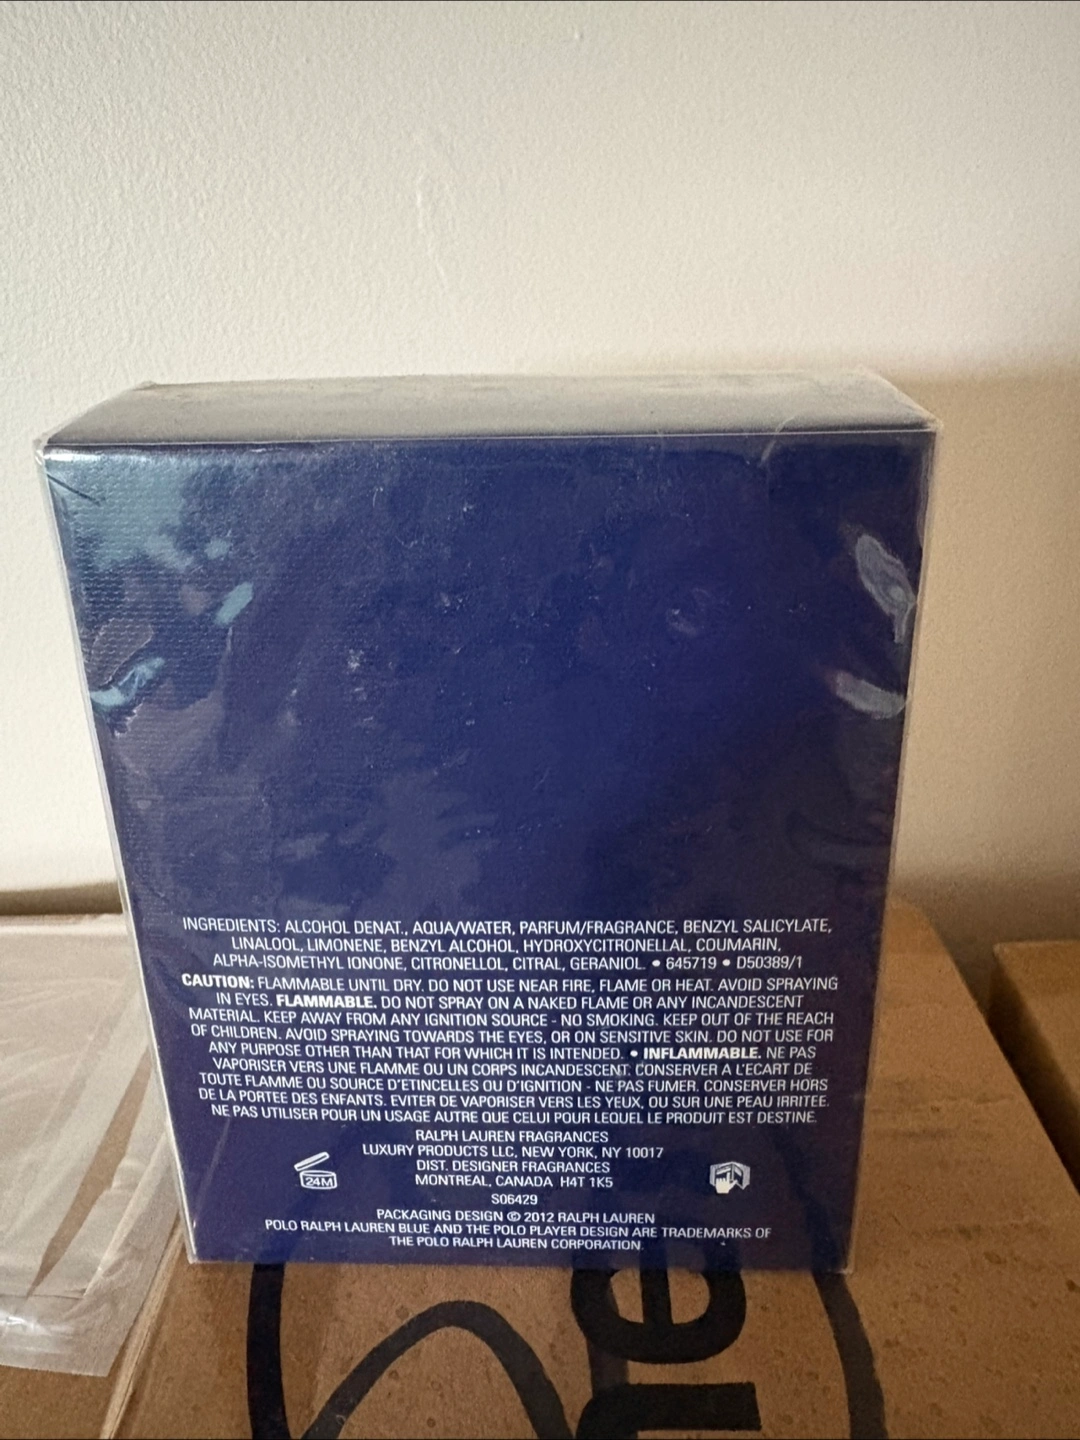 INGREDIENTS: ALCOHOL DENAT., AQUA/WATER, PARFUM/FRAGRANCE, BENZYL SALICYLATE,
LINALOOL, LIMONENE, BENZYL ALCOHOL, HYDROXYCITRONELLAL, COUMARIN,
ALPHA-ISOMETHYL IONONE, CITRONELLOL, CITRAL, GERANIOL. • 645719 • D50389/1
CAUTION: FLAMMABLE UNTIL DRY. DO NOT USE NEAR FIRE, FLAME OR HEAT. AVOID SPRAYING
IN EYES. FLAMMABLE. DO NOT SPRAY ON A NAKED FLAME OR ANY INCANDESCENT
MATERIAL. KEEP AWAY FROM ANY IGNITION SOURCE - NO SMOKING. KEEP OUT OF THE REACH
OF CHILDREN. AVOID SPRAYING TOWARDS THE EYES, OR ON SENSITIVE SKIN. DO NOT USE FOR
ANY PURPOSE OTHER THAN THAT FOR WHICH IT IS INTENDED. • INFLAMMABLE. NE PAS
VAPORISER VERS UNE FLAMME OU UN CORPS INCANDESCENT. CONSERVER A L'ECART DE
TOUTE FLAMME OU SOURCE D'ETINCELLES OU D'IGNITION - NE PAS FUMER. CONSERVER HORS
DE LA PORTEE DES ENFANTS. EVITER DE VAPORISER VERS LES YEUX, OU SUR UNE PEAU IRRITEE.
NE PAS UTILISER POUR UN USAGE AUTRE QUE CELUI POUR LEQUEL LE PRODUIT EST DESTINE.
RALPH LAUREN FRAGRANCES
LUXURY PRODUCTS LLC, NEW YORK, NY 10017
DIST. DESIGNER FRAGRANCES
MONTREAL, CANADA H4T 1K5
24M
S06429
PACKAGING DESIGN © 2012 RALPH LAUREN
POLO RALPH LAUREN BLUE AND THE POLO PLAYER DESIGN ARE TRADEMARKS OF
THE POLO RALPH LAUREN CORPORATION.